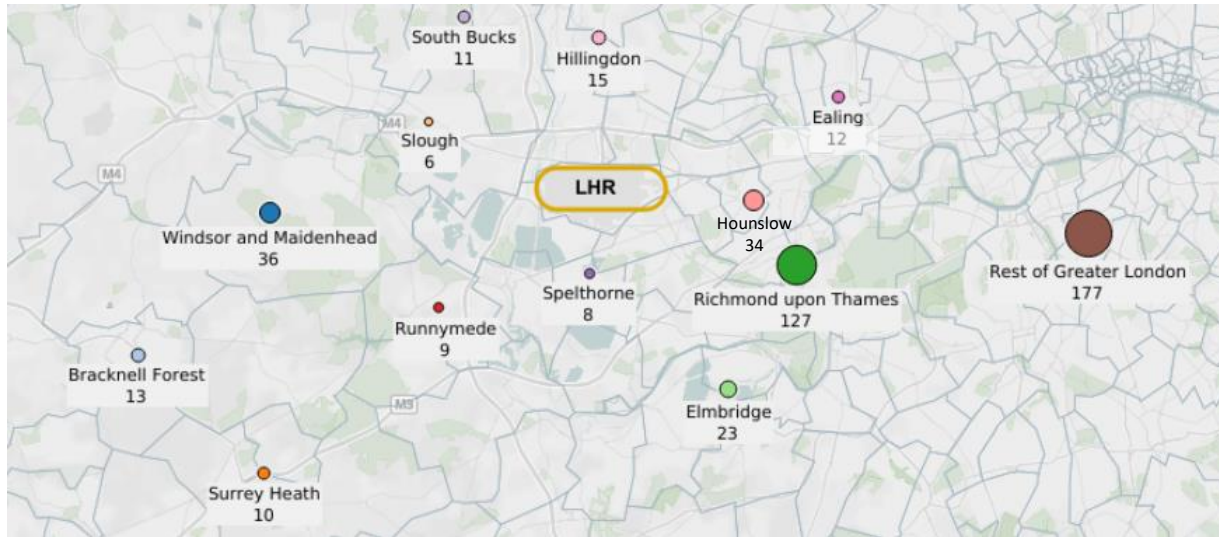 South Bucks
11
Hillingdon
15
Ealing
12
M4
Slough
6
M4
LHR
Hounslow
34
Windsor and Maidenhead
36
Rest of Greater London
177
Spelthorne
8
Richmond upon Thames
127
Runnymede
9
Bracknell Forest
13
M3
Elmbridge
23
Surrey Heath
10